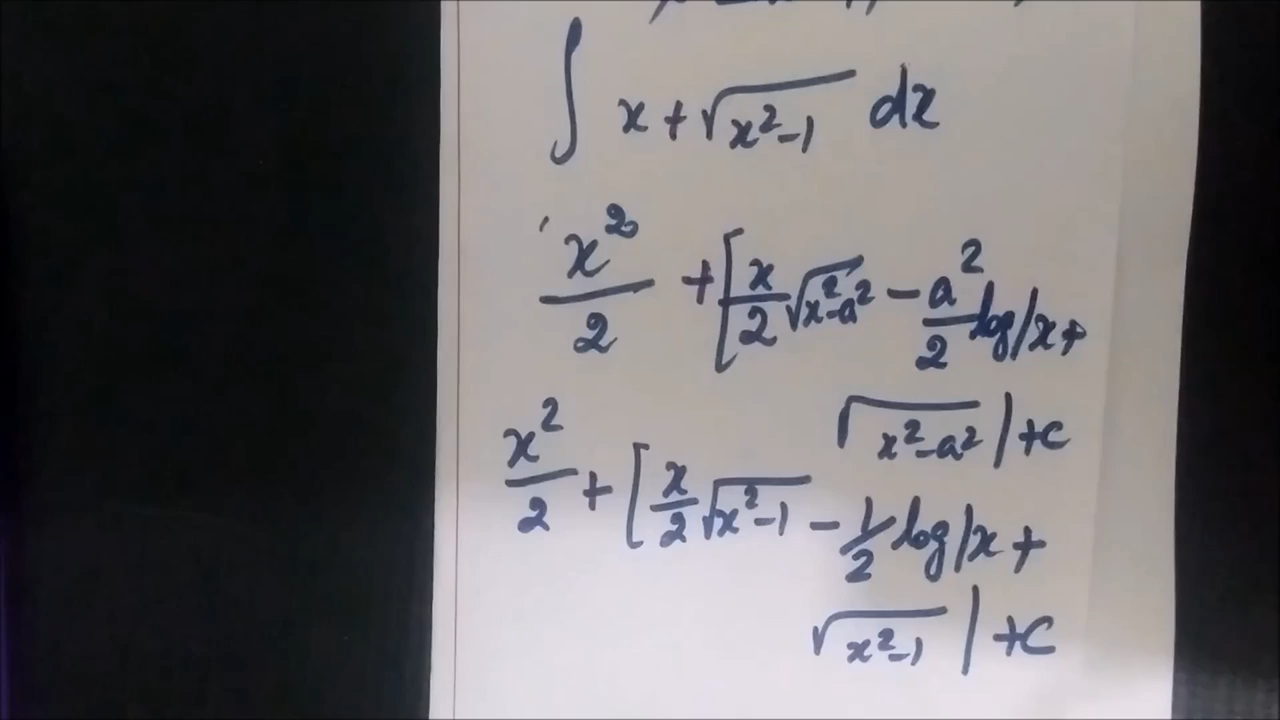 ∫ x + √(x² - 1) dx
x²/2 + [x/2 √(x² - a²) - a²/2 log |x +
√(x² - a²) | + c
x²/2 + [x/2 √(x² - 1) - 1/2 log |x +
√(x² - 1) | + c